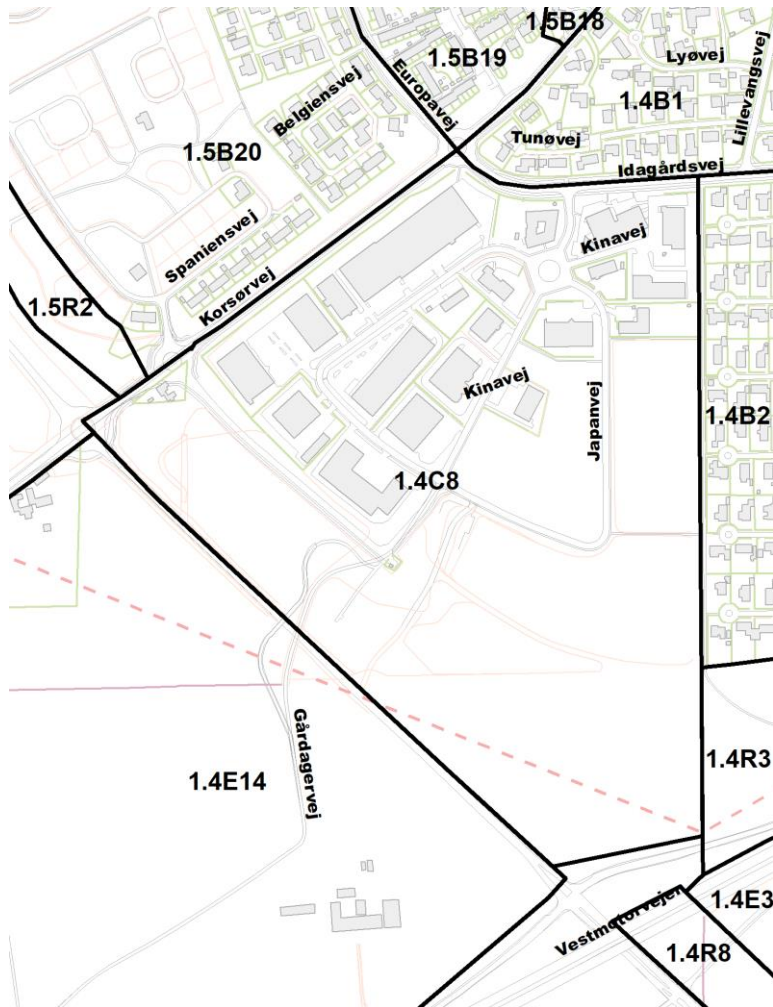 1.5B18
1.5B19
Lyøvej
Europavej
Belgiensvej
1.4B1
Lillevangsvej
1.5B20
Tunøvej
Idagårdsvej
Spaniensvej
Kinavej
Korsørvej
1.5R2
Kinavej
Japanvej
1.4B2
1.4C8
Gårdagervej
1.4R3
1.4E14
Vestmotorvejen
1.4E3
1.4R8